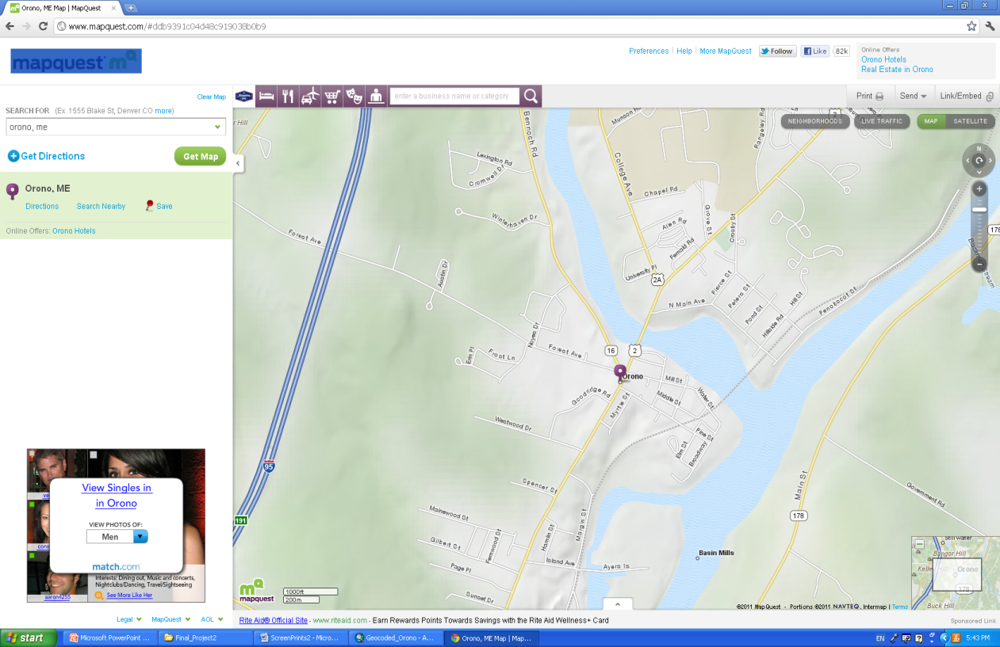 Orono, ME Map | MapQuest
www.mapquest.com/#ddb9391c04d48c919038b0b9
mapquest m
Preferences | Help | More MapQuest
Follow
Like
82k
Online Offers
Orono Hotels
Real Estate in Orono
Clear Map
SEARCH FOR (Ex. 1555 Blake St, Denver CO more)
orono, me
Get Directions
Get Map
Orono, ME
Directions
Search Nearby
Save
Online Offers: Orono Hotels
enter a business name or category
Print
Send
Link/Embed
NEIGHBORHOODS
LIVE TRAFFIC
MAP
SATELLITE
N
r Hill
Bennoch Rd
College Ave
Rangeley Rd
Lexington Rd
Cromwell Dr
Chapel Rd
Winterhaven Dr
Grove St
Crosby St
178
Allen Rd
Fernald Rd
Forest Ave
Austin Dr
University Pl
2A
Pierce St
Peters St
Pond St
Hill St
Hillside Rd
Penobscot St
N Main Ave
Noyes Dr
Erin Pl
Frost Ln
Forest Ave
16
2
Orono
Mill St
Middle St
Water St
Goodridge Rd
Myrtle St
Westwood Dr
Pine St
Elm St
Broadway
95
191
Spencer St
Main St
Government Rd
178
Mainewood St
Gilbert St
Fernwood St
Hamlin St
Margin St
Page Pl
Island Ave
Ayers Is
Sunset Dr
Basin Mills
Stillwater
Bangor Hill
Orono
178
Buck Hill
View Singles in
in Orono
VIEW PHOTOS OF:
Men
match.com
Interests: Dining out, Music and concerts,
Nightclubs/Dancing, Travel/Sightseeing
See More Like Her
aaron4255
m
mapquest
1000ft
200m
©2011 MapQuest - Portions ©2011 NAVTEQ, Intermap | Terms
Legal
MapQuest
AOL
Rite Aid® Official Site - www.riteaid.com - Earn Rewards Points Towards Savings with the Rite Aid Wellness+ Card
Sponsored Link
start
Microsoft PowerPoint ...
Final_Project2
ScreenPrints2 - Micro...
Geocoded_Orono - A...
Orono, ME Map | Map...
EN
5:43 PM